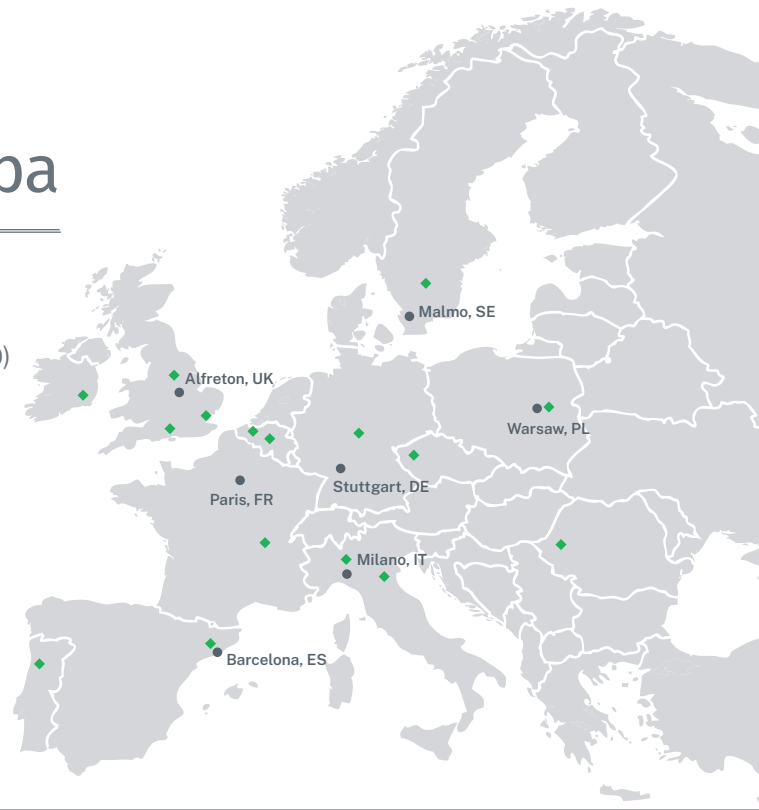 pa
)
Malmo, SE
Alfreton, UK
Warsaw, PL
Stuttgart, DE
Paris, FR
Milano, IT
Barcelona, ES